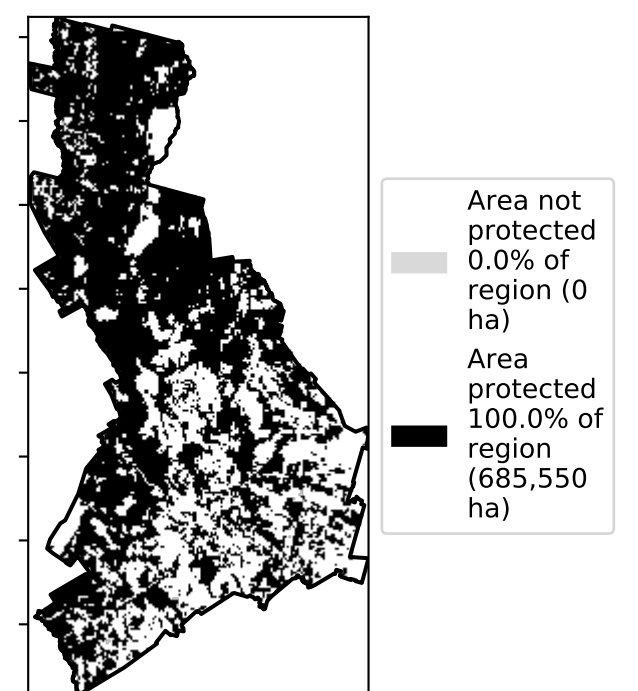 Area not
protected
0.0% of
region (0
ha)
Area
protected
100.0% of
region
(685,550
ha)